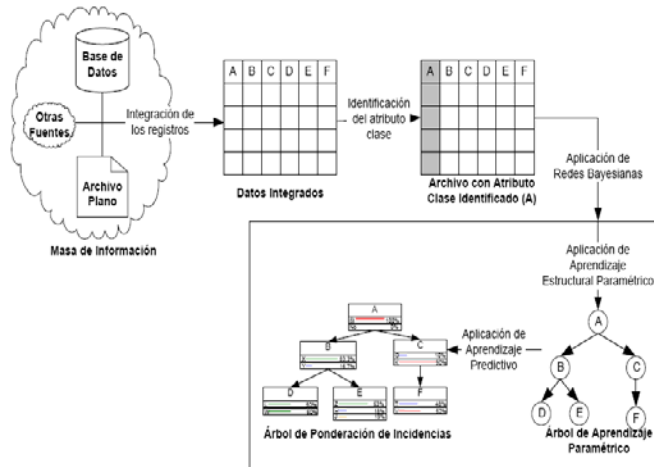 Base de
Datos
Otras
Fuentes
Archivo
Plano
Masa de Información
Integración de
los registros
A B C D E F
Datos Integrados
Identificación
del atributo
clase
A B C D E F
Archivo con Atributo
Clase Identificado (A)
Aplicación de
Redes Bayesianas
Aplicación de
Aprendizaje
Estructural Paramétrico
A
B
C
D
E
F
Árbol de Aprendizaje
Paramétrico
Aplicación de
Aprendizaje
Predictivo
A
B
C
D
E
F
Árbol de Ponderación de Incidencias